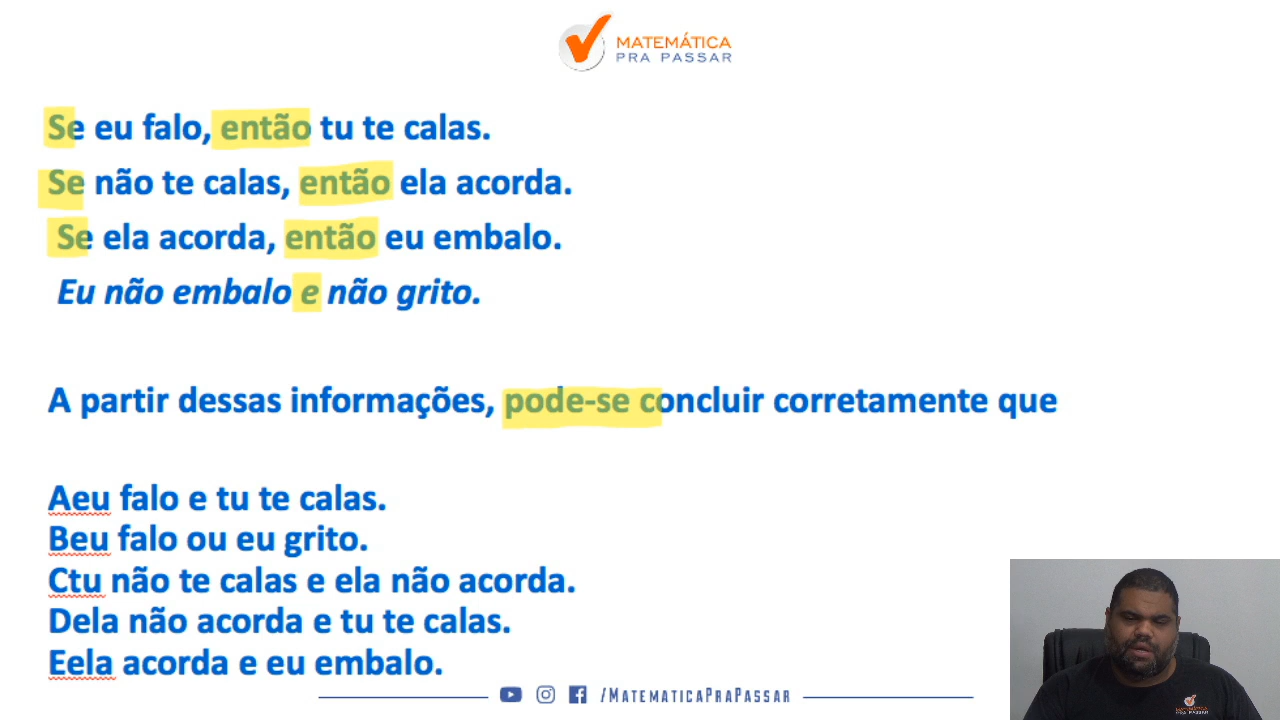 MATEMÁTICA
PRA PASSAR
Se eu falo, então tu te calas.
Se não te calas, então ela acorda.
Se ela acorda, então eu embalo.
Eu não embalo e não grito.
A partir dessas informações, pode-se concluir corretamente que
Aeu falo e tu te calas.
Beu falo ou eu grito.
Ctu não te calas e ela não acorda.
Dela não acorda e tu te calas.
Eela acorda e eu embalo.
/MATEMATICAPRAPASSAR
MATEMÁTICA
PRA PASSAR